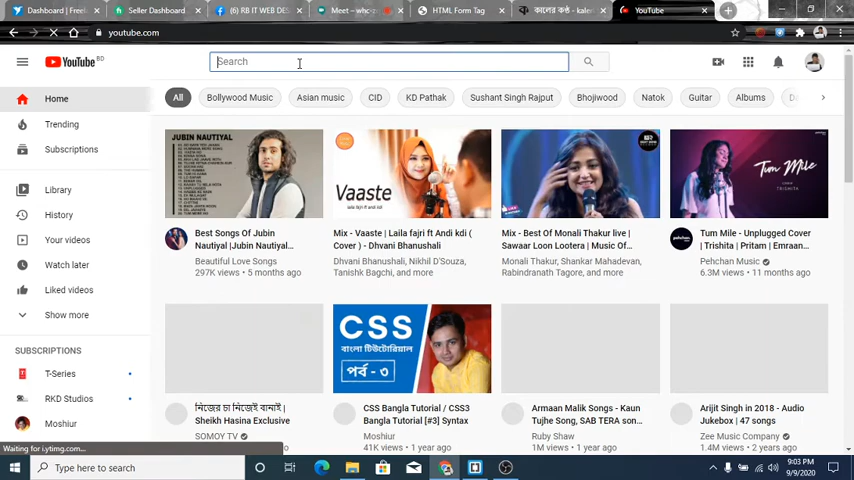 Dashboard | Freel
Seller Dashboard
(6) RB IT WEB DES
Meet – who-z
HTML Form Tag
কালের কণ্ঠ - kale
YouTube
youtube.com
YouTube BD
Search
Home
Trending
Subscriptions
Library
History
Your videos
Watch later
Liked videos
Show more
SUBSCRIPTIONS
T-Series
RKD Studios
Moshiur
All
Bollywood Music
Asian music
CID
KD Pathak
Sushant Singh Rajput
Bhojiwood
Natok
Guitar
Albums
JUBIN NAUTIYAL
Best Songs Of Jubin
Nautiyal |Jubin Nautiyal...
Beautiful Love Songs
297K views • 5 months ago
Vaaste
Mix - Vaaste | Laila fajri ft Andi kdi (
Cover ) - Dhvani Bhanushali
Dhvani Bhanushali, Nikhil D'Souza,
Tanishk Bagchi, and more
Mix - Best Of Monali Thakur live |
Sawaar Loon Lootera | Music Of...
Monali Thakur, Shankar Mahadevan,
Rabindranath Tagore, and more
Tum Mile
TRISHITA
pehchan
Tum Mile - Unplugged Cover
| Trishita | Pritam | Emraan...
Pehchan Music
6.3M views • 11 months ago
নিজের চা নিজেই বানাই |
Sheikh Hasina Exclusive
SOMOY TV
CSS
বাংলা টিউটোরিয়াল
পর্ব - ৩
CSS Bangla Tutorial / CSS3
Bangla Tutorial [#3] Syntax
Moshiur
41K views • 1 year ago
Armaan Malik Songs - Kaun
Tujhe Song, SAB TERA son...
Ruby Shaw
Arijit Singh in 2018 - Audio
Jukebox | 47 songs
Zee Music Company
1.4M views • 2 years ago
Waiting for i.ytimg.com...
Type here to search
9:03 PM
9/9/2020